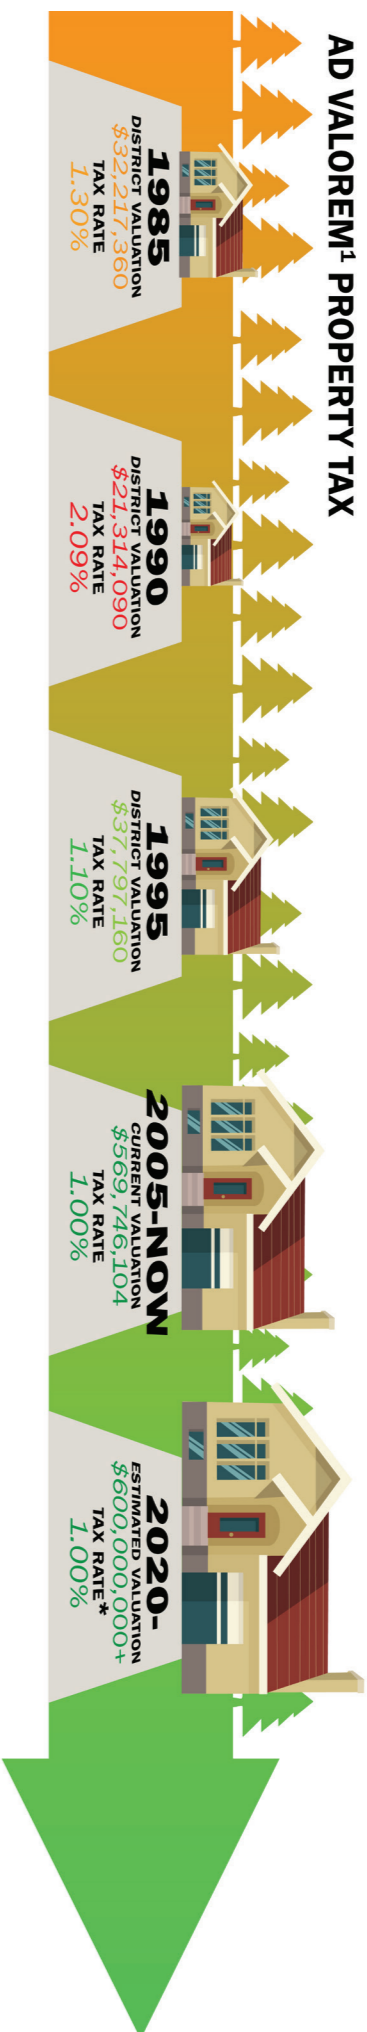 AD VALOREM¹ PROPERTY TAX
1985
DISTRICT VALUATION
$32,217,360
TAX RATE
1.30%
1990
DISTRICT VALUATION
$21,314,090
TAX RATE
2.09%
1995
DISTRICT VALUATION
$37,797,160
TAX RATE
1.10%
2005-NOW
CURRENT VALUATION
$569,746,104
TAX RATE
1.00%
2020-
ESTIMATED VALUATION
$600,000,000+
TAX RATE*
1.00%